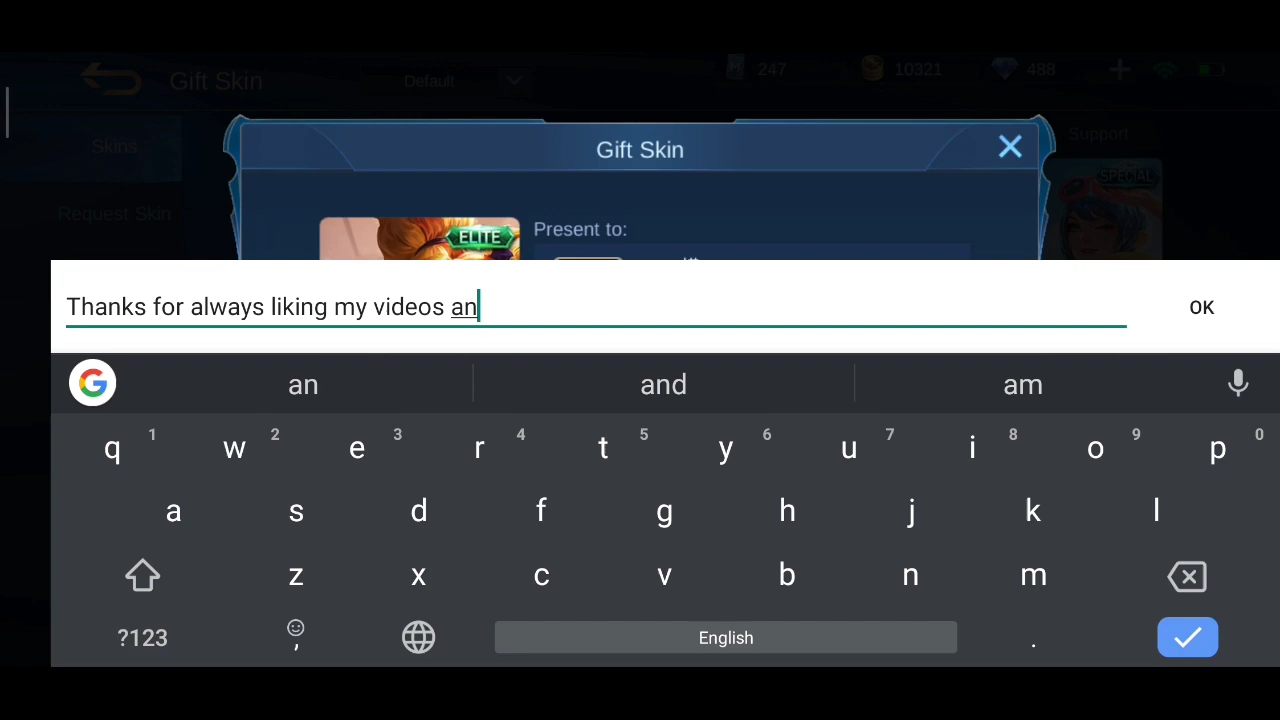 Gift Skin
Default
247
10321
488
Skins
Gift Skin
Support
Request Skin
ELITE
Present to:
SPECIAL
Thanks for always liking my videos an
OK
an
and
am
q 1 w 2 e 3 r 4 t 5 y 6 u 7 i 8 o 9 p 0
a s d f g h j k l
z x c v b n m
?123 , English .